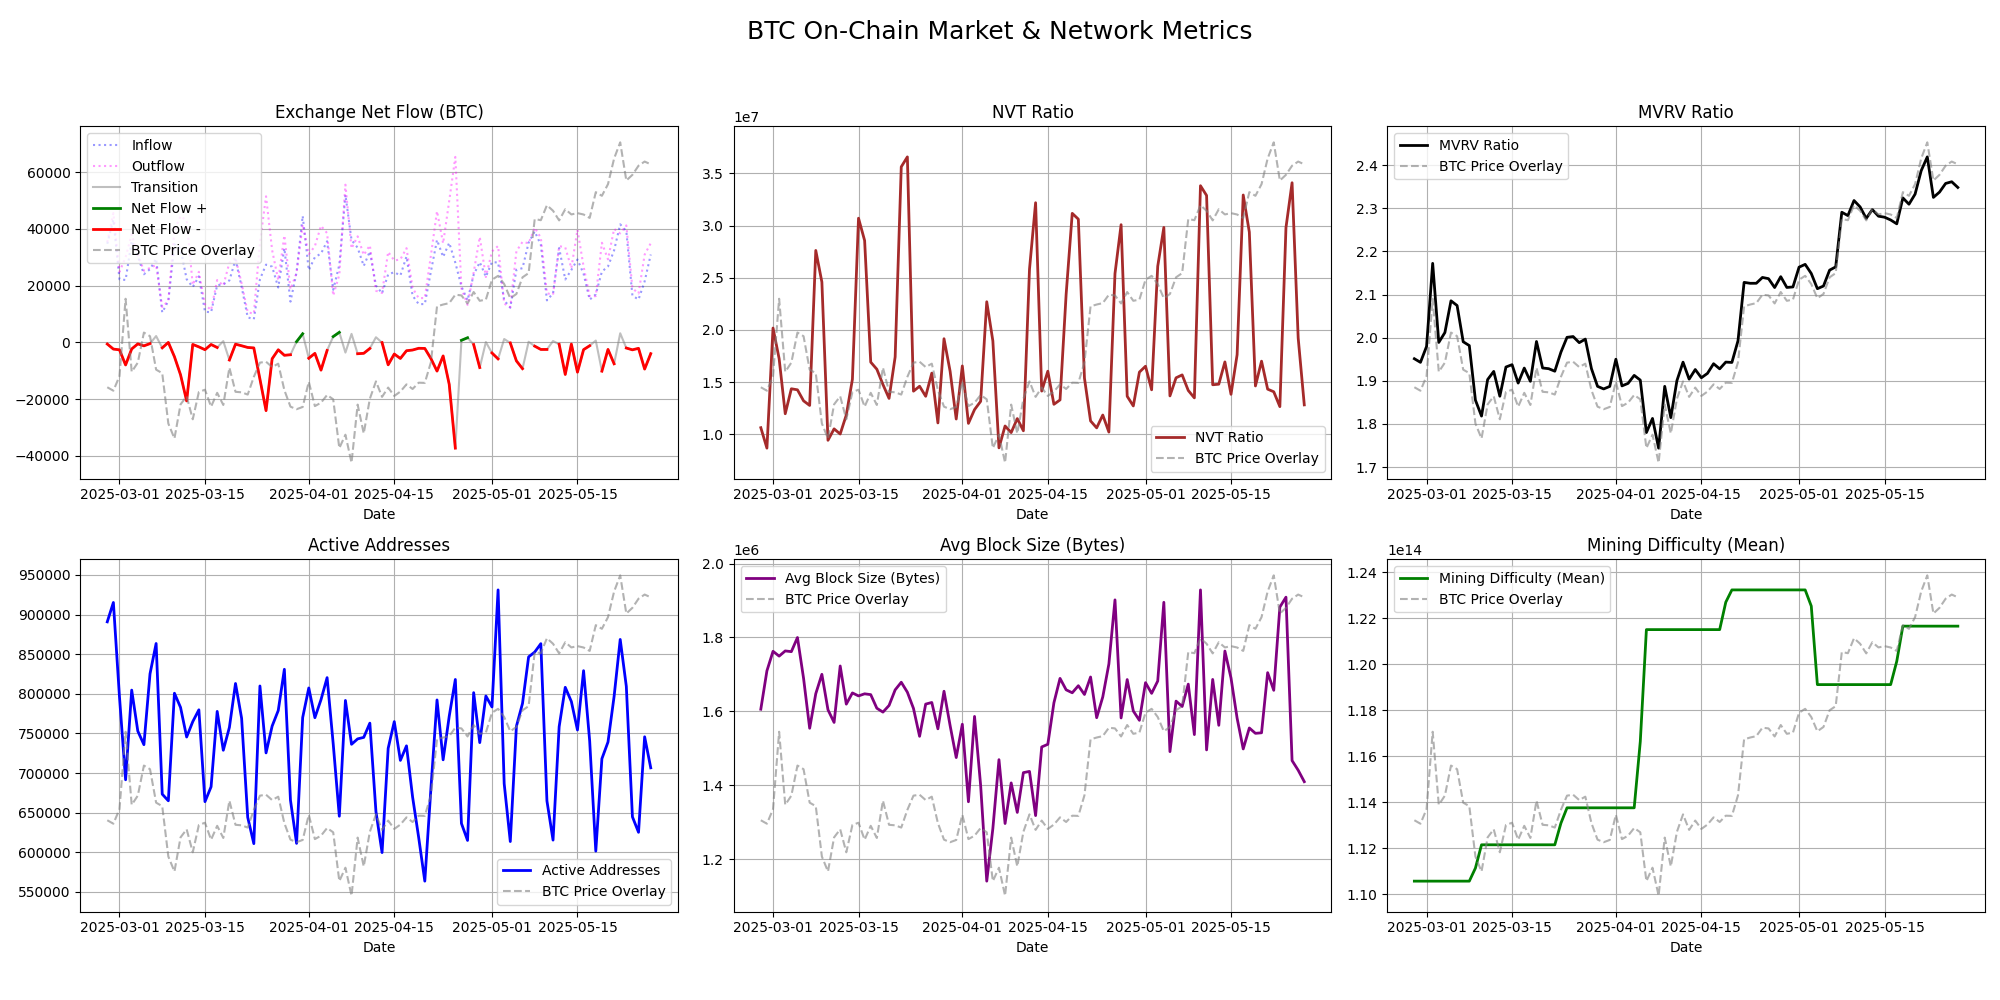 BTC On-Chain Market & Network Metrics
Exchange Net Flow (BTC)
Inflow
Outflow
Transition
Net Flow +
Net Flow -
BTC Price Overlay
60000
40000
20000
0
−20000
−40000
2025-03-01 2025-03-15 2025-04-01 2025-04-15 2025-05-01 2025-05-15
Date
NVT Ratio
1e7
3.5
3.0
2.5
2.0
1.5
1.0
NVT Ratio
BTC Price Overlay
2025-03-01 2025-03-15 2025-04-01 2025-04-15 2025-05-01 2025-05-15
Date
MVRV Ratio
MVRV Ratio
BTC Price Overlay
2.4
2.3
2.2
2.1
2.0
1.9
1.8
1.7
2025-03-01 2025-03-15 2025-04-01 2025-04-15 2025-05-01 2025-05-15
Date
Active Addresses
950000
900000
850000
800000
750000
700000
650000
600000
550000
Active Addresses
BTC Price Overlay
2025-03-01 2025-03-15 2025-04-01 2025-04-15 2025-05-01 2025-05-15
Date
Avg Block Size (Bytes)
1e6
Avg Block Size (Bytes)
BTC Price Overlay
2.0
1.8
1.6
1.4
1.2
2025-03-01 2025-03-15 2025-04-01 2025-04-15 2025-05-01 2025-05-15
Date
Mining Difficulty (Mean)
1e14
Mining Difficulty (Mean)
BTC Price Overlay
1.24
1.22
1.20
1.18
1.16
1.14
1.12
1.10
2025-03-01 2025-03-15 2025-04-01 2025-04-15 2025-05-01 2025-05-15
Date